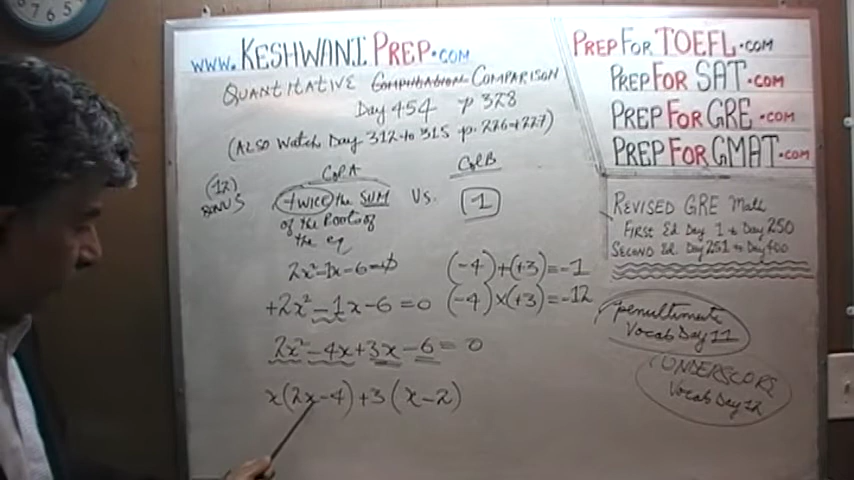 www.KESHWANIPREP.COM
QUANTITATIVE COMPARISON
Day 454 p 328
(ALSO Watch Day 312 to 315 p. 226+227)
(12)
BONUS
Col A
Col B
twice the SUM
of the Roots of
the eq
vs.
1
2x²-1x-6=0
(-4)+(+3)=-1
+2x²-1x-6=0
(-4)x(+3)=-12
2x²-4x+3x-6=0
x(2x-4)+3(x-2)
PREPFORTOEFL.COM
PREPFORSAT.COM
PREPFORGRE.COM
PREPFORGMAT.COM
REVISED GRE Math
FIRST Ed. Day 1 to Day 250
SECOND Ed. Day 251 to Day 400
penultimate
Vocab Day 11
UNDERSCORE
Vocab Day 12
7 6 5